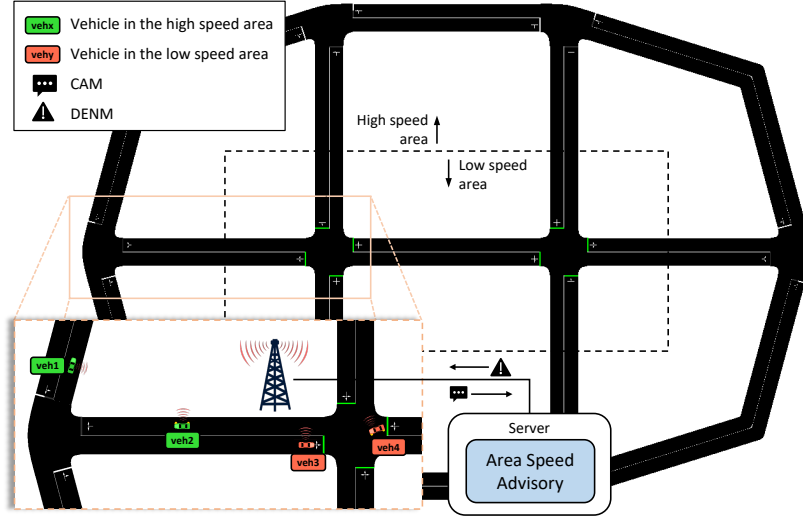 vehx Vehicle in the high speed area
vehy Vehicle in the low speed area
CAM
DENM
High speed
area
Low speed
area
veh1
veh2
veh3
veh4
Server
Area Speed
Advisory